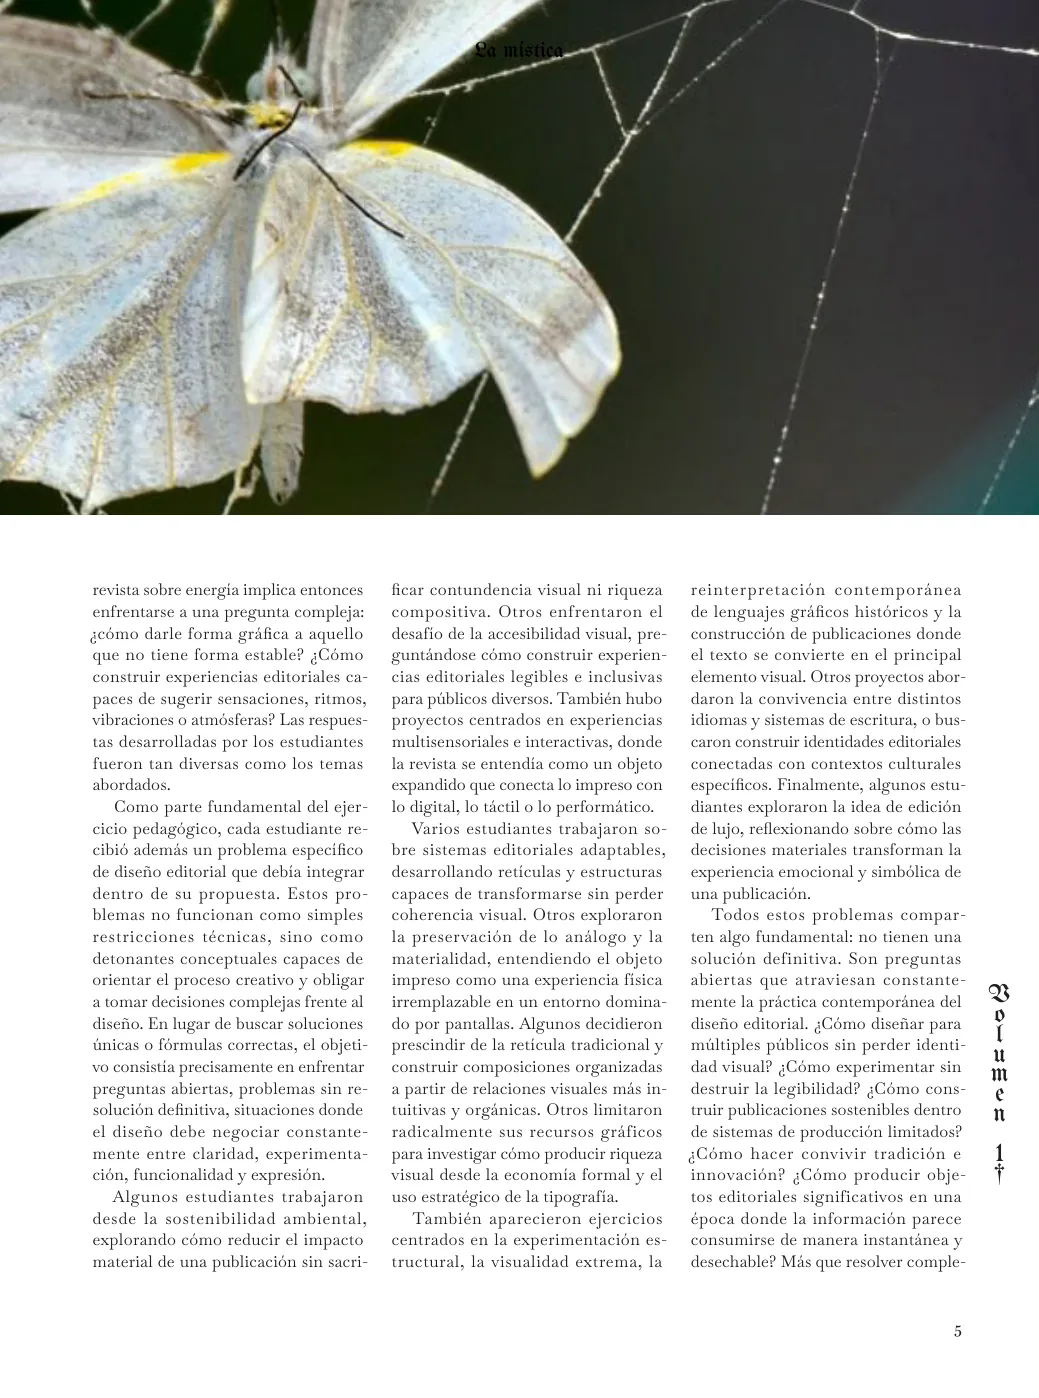 La mística
revista sobre energía implica entonces
enfrentarse a una pregunta compleja:
¿cómo darle forma gráfica a aquello
que no tiene forma estable? ¿Cómo
construir experiencias editoriales ca-
paces de sugerir sensaciones, ritmos,
vibraciones o atmósferas? Las respues-
tas desarrolladas por los estudiantes
fueron tan diversas como los temas
abordados.
Como parte fundamental del ejer-
cicio pedagógico, cada estudiante re-
cibió además un problema específico
de diseño editorial que debía integrar
dentro de su propuesta. Estos pro-
blemas no funcionan como simples
restricciones técnicas, sino como
detonantes conceptuales capaces de
orientar el proceso creativo y obligar
a tomar decisiones complejas frente al
diseño. En lugar de buscar soluciones
únicas o fórmulas correctas, el objeti-
vo consistía precisamente en enfrentar
preguntas abiertas, problemas sin re-
solución definitiva, situaciones donde
el diseño debe negociar constante-
mente entre claridad, experimenta-
ción, funcionalidad y expresión.
Algunos estudiantes trabajaron
desde la sostenibilidad ambiental,
explorando cómo reducir el impacto
material de una publicación sin sacri-
ficar contundencia visual ni riqueza
compositiva. Otros enfrentaron el
desafío de la accesibilidad visual, pre-
guntándose cómo construir experien-
cias editoriales legibles e inclusivas
para públicos diversos. También hubo
proyectos centrados en experiencias
multisensoriales e interactivas, donde
la revista se entendía como un objeto
expandido que conecta lo impreso con
lo digital, lo táctil o lo performático.
Varios estudiantes trabajaron so-
bre sistemas editoriales adaptables,
desarrollando retículas y estructuras
capaces de transformarse sin perder
coherencia visual. Otros exploraron
la preservación de lo análogo y la
materialidad, entendiendo el objeto
impreso como una experiencia física
irremplazable en un entorno domina-
do por pantallas. Algunos decidieron
prescindir de la retícula tradicional y
construir composiciones organizadas
a partir de relaciones visuales más in-
tuitivas y orgánicas. Otros limitaron
radicalmente sus recursos gráficos
para investigar cómo producir riqueza
visual desde la economía formal y el
uso estratégico de la tipografía.
También aparecieron ejercicios
centrados en la experimentación es-
tructural, la visualidad extrema, la
reinterpretación contemporánea
de lenguajes gráficos históricos y la
construcción de publicaciones donde
el texto se convierte en el principal
elemento visual. Otros proyectos abor-
daron la convivencia entre distintos
idiomas y sistemas de escritura, o bus-
caron construir identidades editoriales
conectadas con contextos culturales
específicos. Finalmente, algunos estu-
diantes exploraron la idea de edición
de lujo, reflexionando sobre cómo las
decisiones materiales transforman la
experiencia emocional y simbólica de
una publicación.
Todos estos problemas compar-
ten algo fundamental: no tienen una
solución definitiva. Son preguntas
abiertas que atraviesan constante-
mente la práctica contemporánea del
diseño editorial. ¿Cómo diseñar para
múltiples públicos sin perder identi-
dad visual? ¿Cómo experimentar sin
destruir la legibilidad? ¿Cómo cons-
truir publicaciones sostenibles dentro
de sistemas de producción limitados?
¿Cómo hacer convivir tradición e
innovación? ¿Cómo producir obje-
tos editoriales significativos en una
época donde la información parece
consumirse de manera instantánea y
desechable? Más que resolver comple-
Volumen 1†
5